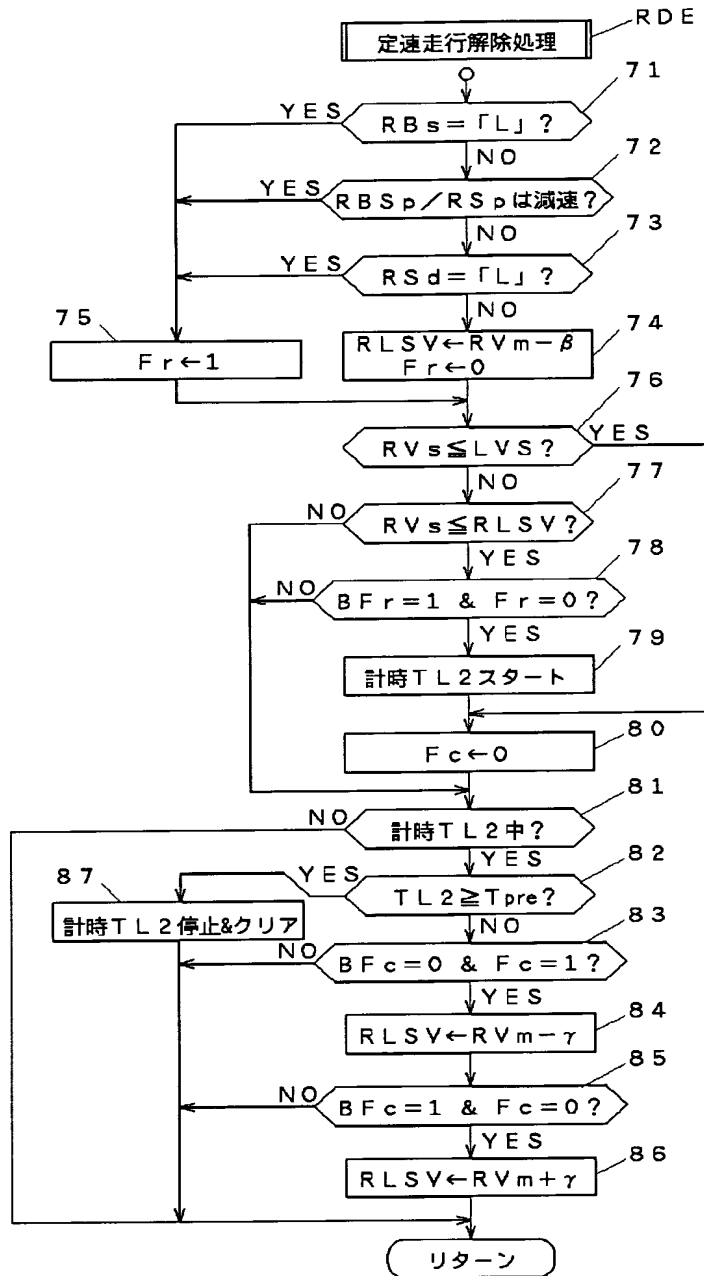 RDE
定速走行解除処理
71
YES
RBs=「L」?
NO
72
YES
RBSp/RSpは減速?
NO
73
YES
RSd=「L」?
NO
75
74
Fr←1
RLSV←RVm-β
Fr←0
76
RVs≦LVS?
YES
NO
77
NO
RVs≦RLSV?
YES
78
NO
BFr=1 & Fr=0?
YES
79
計時TL2スタート
80
Fc←0
81
NO
計時TL2中?
YES
82
87
YES
TL2≧Tpre?
計時TL2停止&クリア
NO
83
NO
BFc=0 & Fc=1?
YES
84
RLSV←RVm-γ
85
NO
BFc=1 & Fc=0?
YES
86
RLSV←RVm+γ
リターン